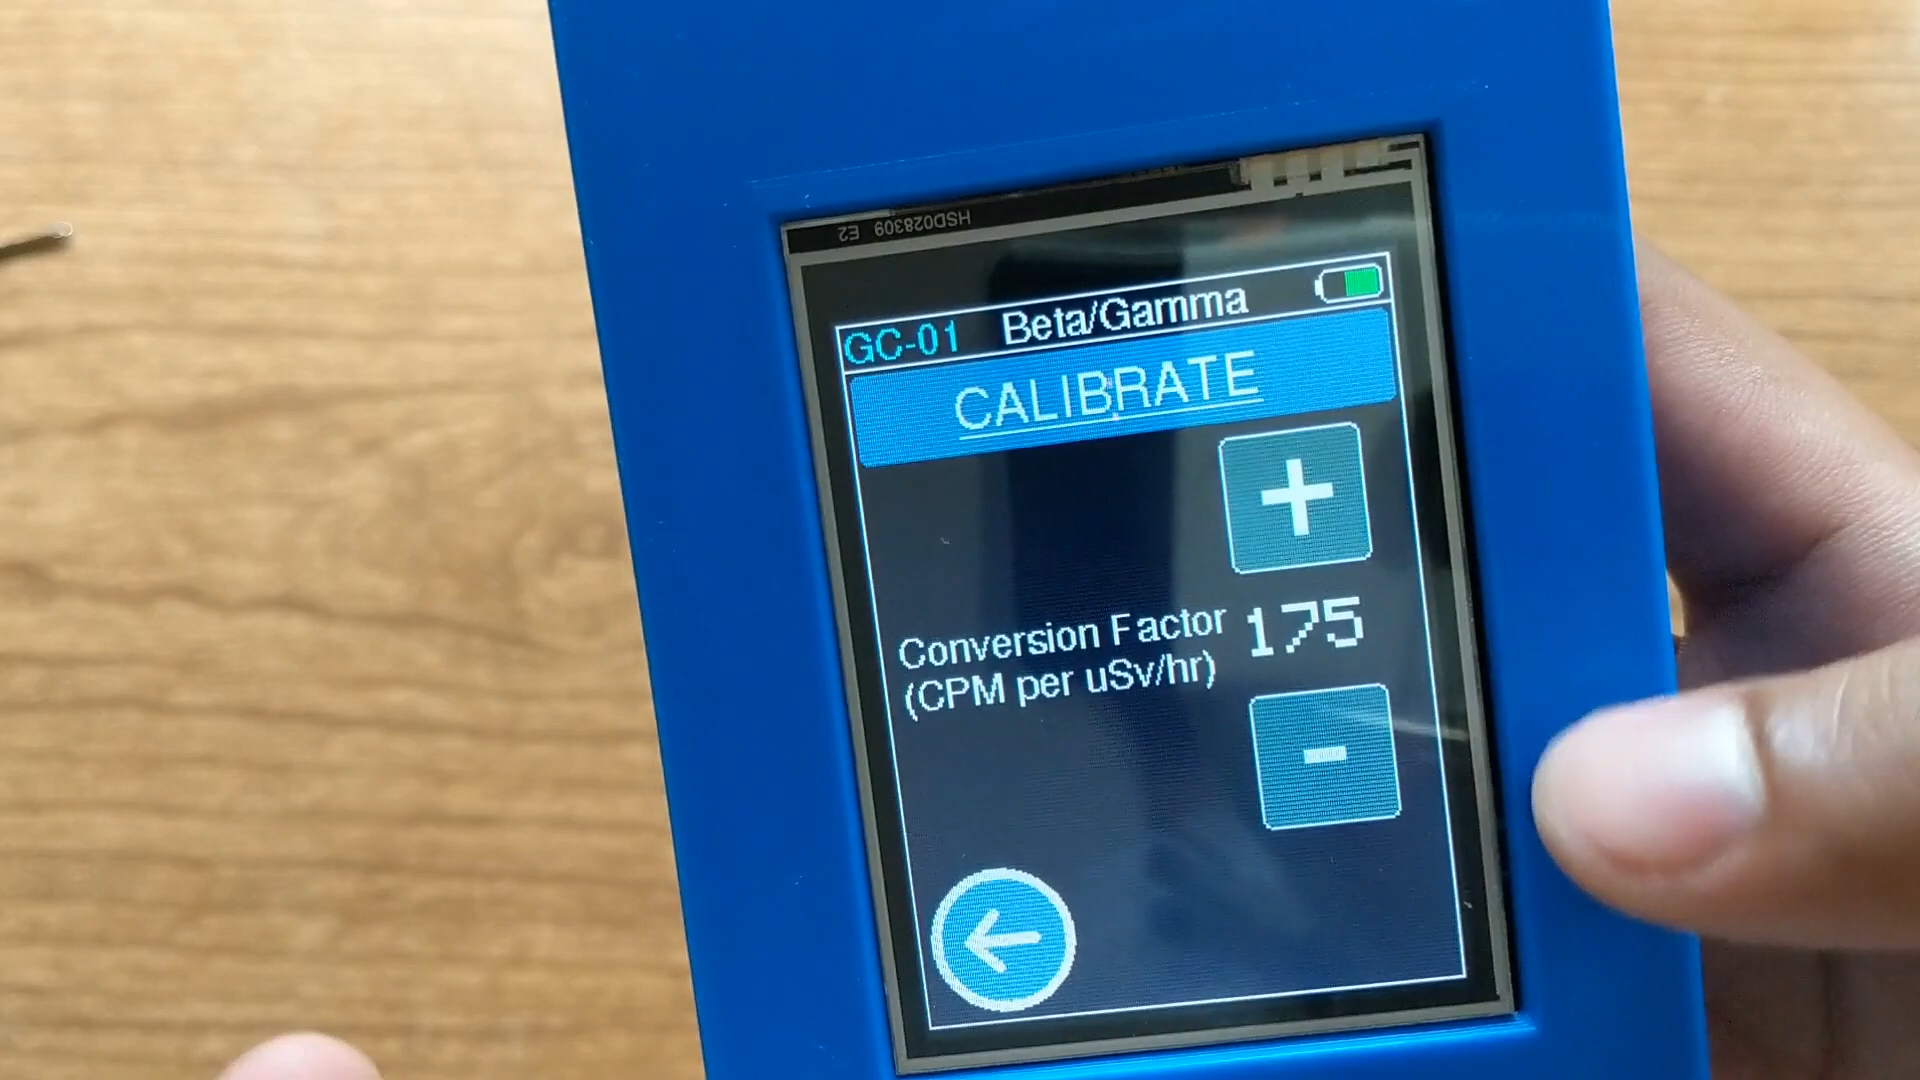 HSD028309 E2
GC-01 Beta/Gamma
CALIBRATE
+
Conversion Factor 175
(CPM per uSv/hr)
-